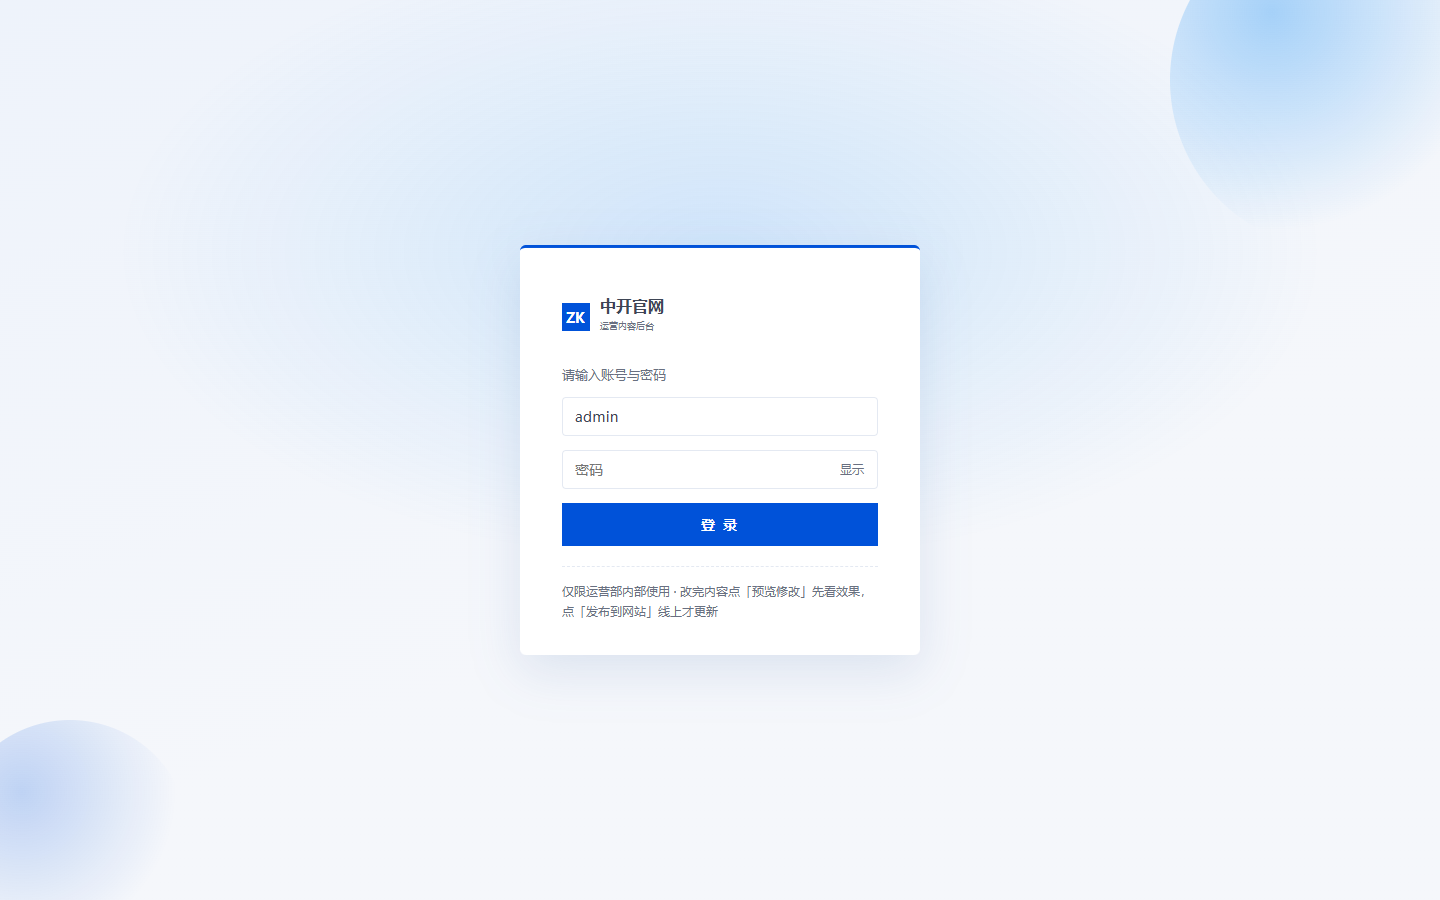 ZK
中开官网
运营内容后台
请输入账号与密码
admin
密码
显示
登 录
仅限运营部内部使用 · 改完内容点「预览修改」先看效果，
点「发布到网站」线上才更新